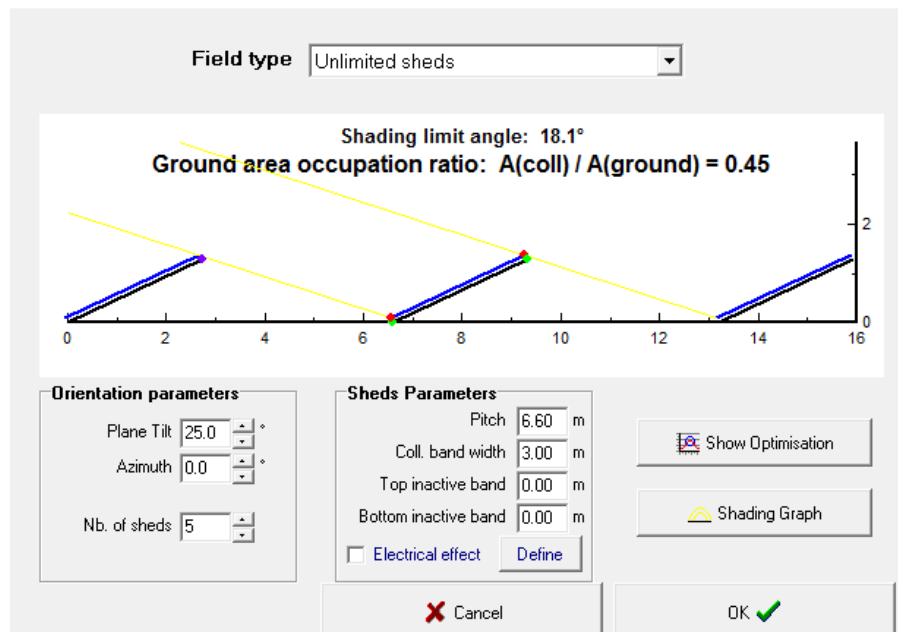 Field type Unlimited sheds
Shading limit angle: 18.1°
Ground area occupation ratio: A(coll) / A(ground) = 0.45
2
0
0 2 4 6 8 10 12 14 16
Orientation parameters
Plane Tilt 25.0 °
Azimuth 0.0 °
Nb. of sheds 5
Sheds Parameters
Pitch 6.60 m
Coll. band width 3.00 m
Top inactive band 0.00 m
Bottom inactive band 0.00 m
Electrical effect Define
Show Optimisation
Shading Graph
Cancel
OK